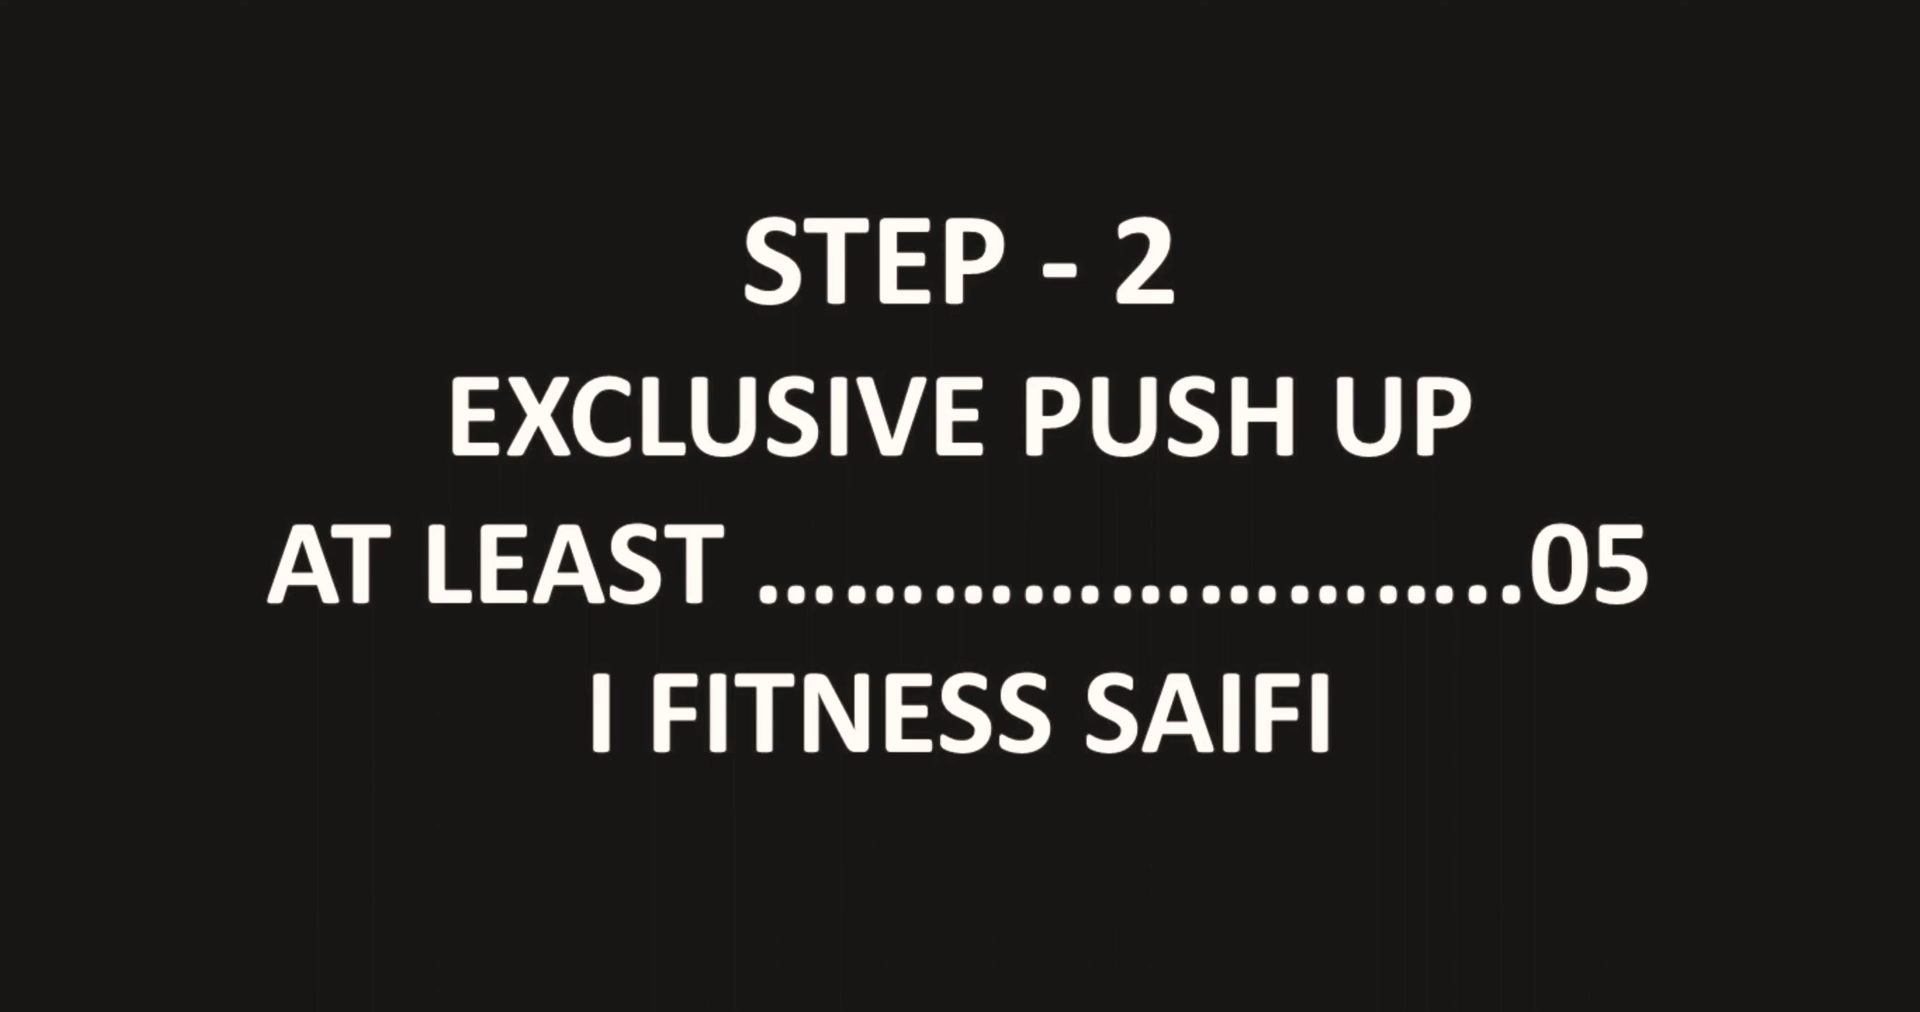 STEP - 2
EXCLUSIVE PUSH UP
AT LEAST ………………………..05
I FITNESS SAIFI